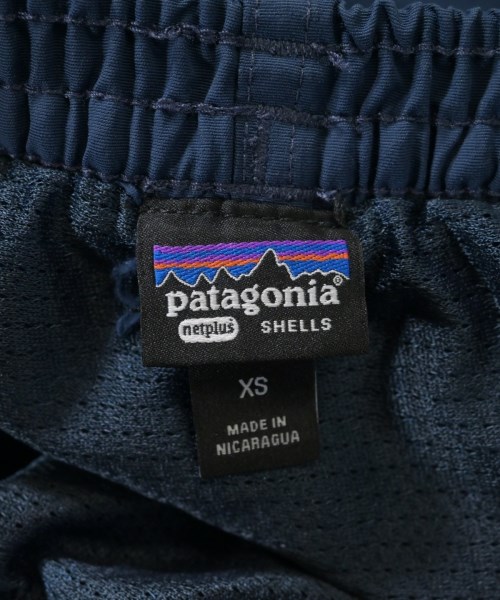 patagonia®
netplus® SHELLS
XS
MADE IN
NICARAGUA